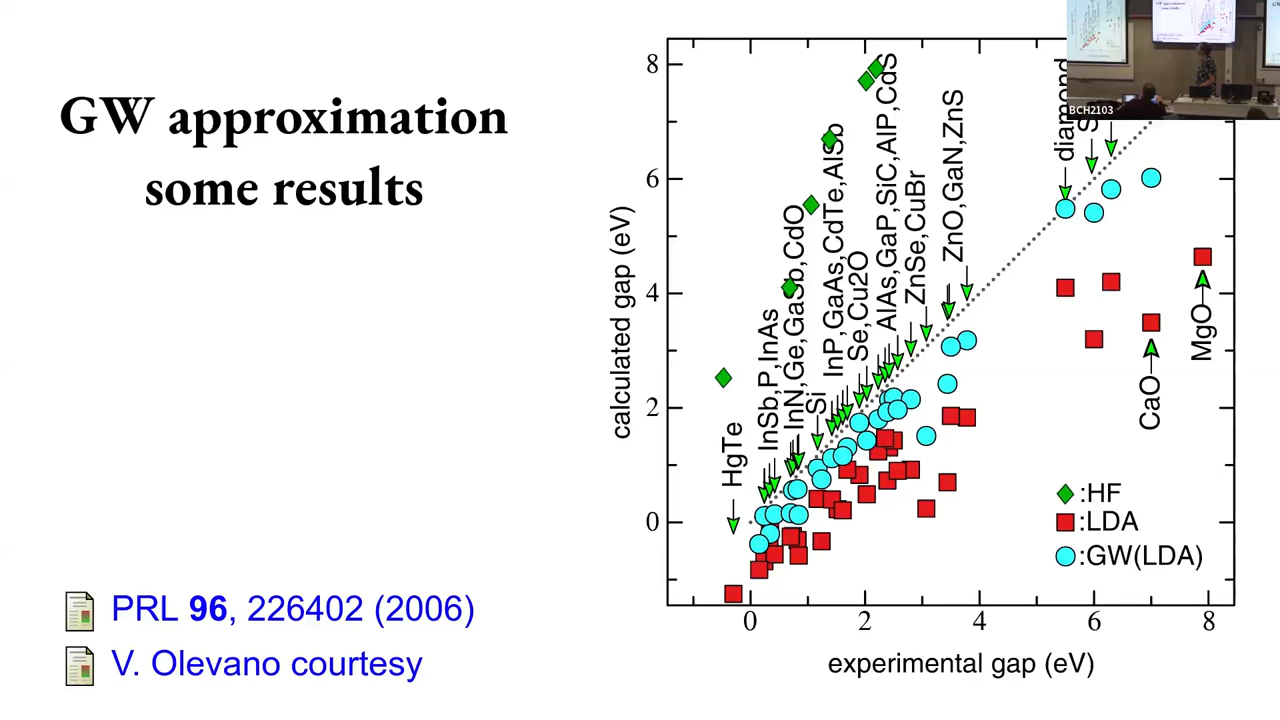 GW approximation
some results
PRL 96, 226402 (2006)
V. Olevano courtesy
calculated gap (eV)
8
6
4
2
0
HgTe
InSb,P,InAs
InN,Ge,GaSb,CdO
Si
InP,GaAs,CdTe,AlSb
Se,Cu2O
AlAs,GaP,SiC,AlP,CdS
ZnSe,CuBr
ZnO,GaN,ZnS
diamond
CaO
MgO
:HF
:LDA
:GW(LDA)
0 2 4 6 8
experimental gap (eV)
BCH2103